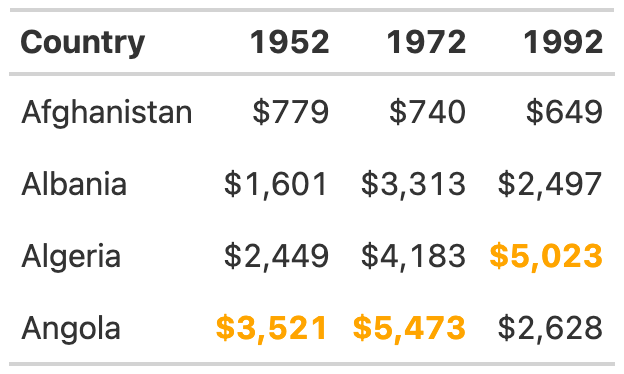 Country 1952 1972 1992
Afghanistan $779 $740 $649
Albania $1,601 $3,313 $2,497
Algeria $2,449 $4,183 $5,023
Angola $3,521 $5,473 $2,628